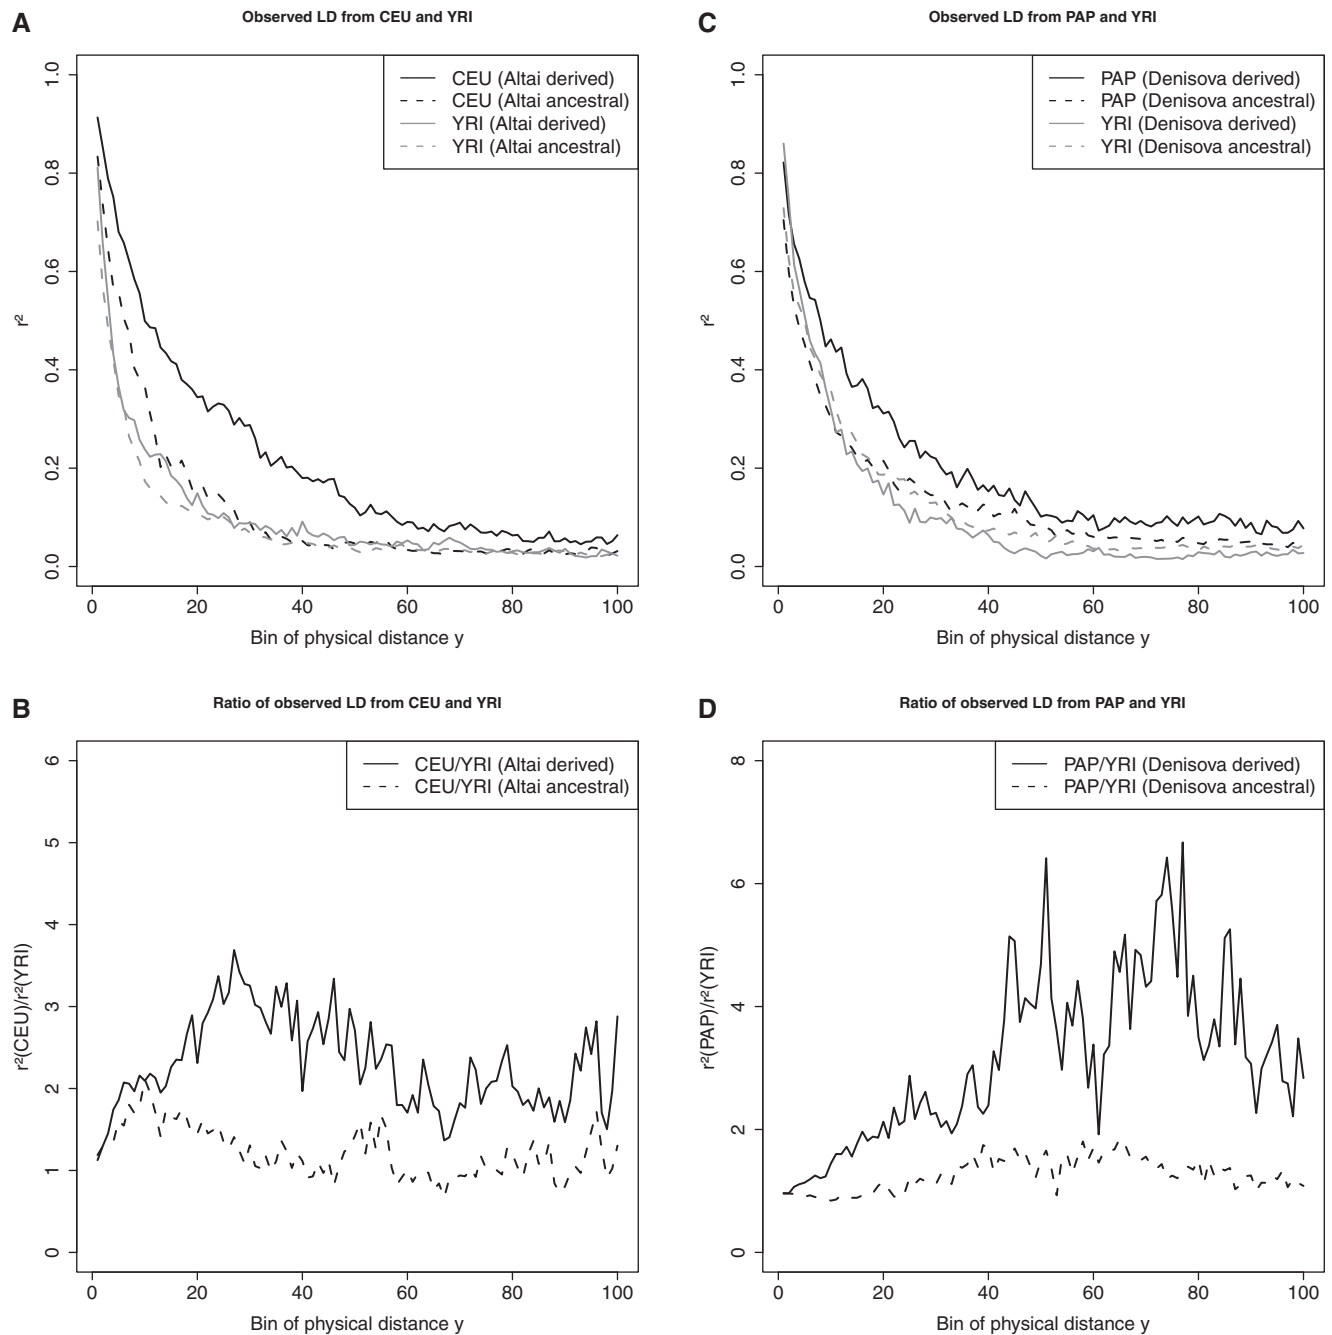 A
Observed LD from CEU and YRI
CEU (Altai derived)
CEU (Altai ancestral)
YRI (Altai derived)
YRI (Altai ancestral)
r²
0.0
0.2
0.4
0.6
0.8
1.0
0 20 40 60 80 100
Bin of physical distance y
C
Observed LD from PAP and YRI
PAP (Denisova derived)
PAP (Denisova ancestral)
YRI (Denisova derived)
YRI (Denisova ancestral)
r²
0.0
0.2
0.4
0.6
0.8
1.0
0 20 40 60 80 100
Bin of physical distance y
B
Ratio of observed LD from CEU and YRI
CEU/YRI (Altai derived)
CEU/YRI (Altai ancestral)
r²(CEU)/r²(YRI)
0
1
2
3
4
5
6
0 20 40 60 80 100
Bin of physical distance y
D
Ratio of observed LD from PAP and YRI
PAP/YRI (Denisova derived)
PAP/YRI (Denisova ancestral)
r²(PAP)/r²(YRI)
0
2
4
6
8
0 20 40 60 80 100
Bin of physical distance y